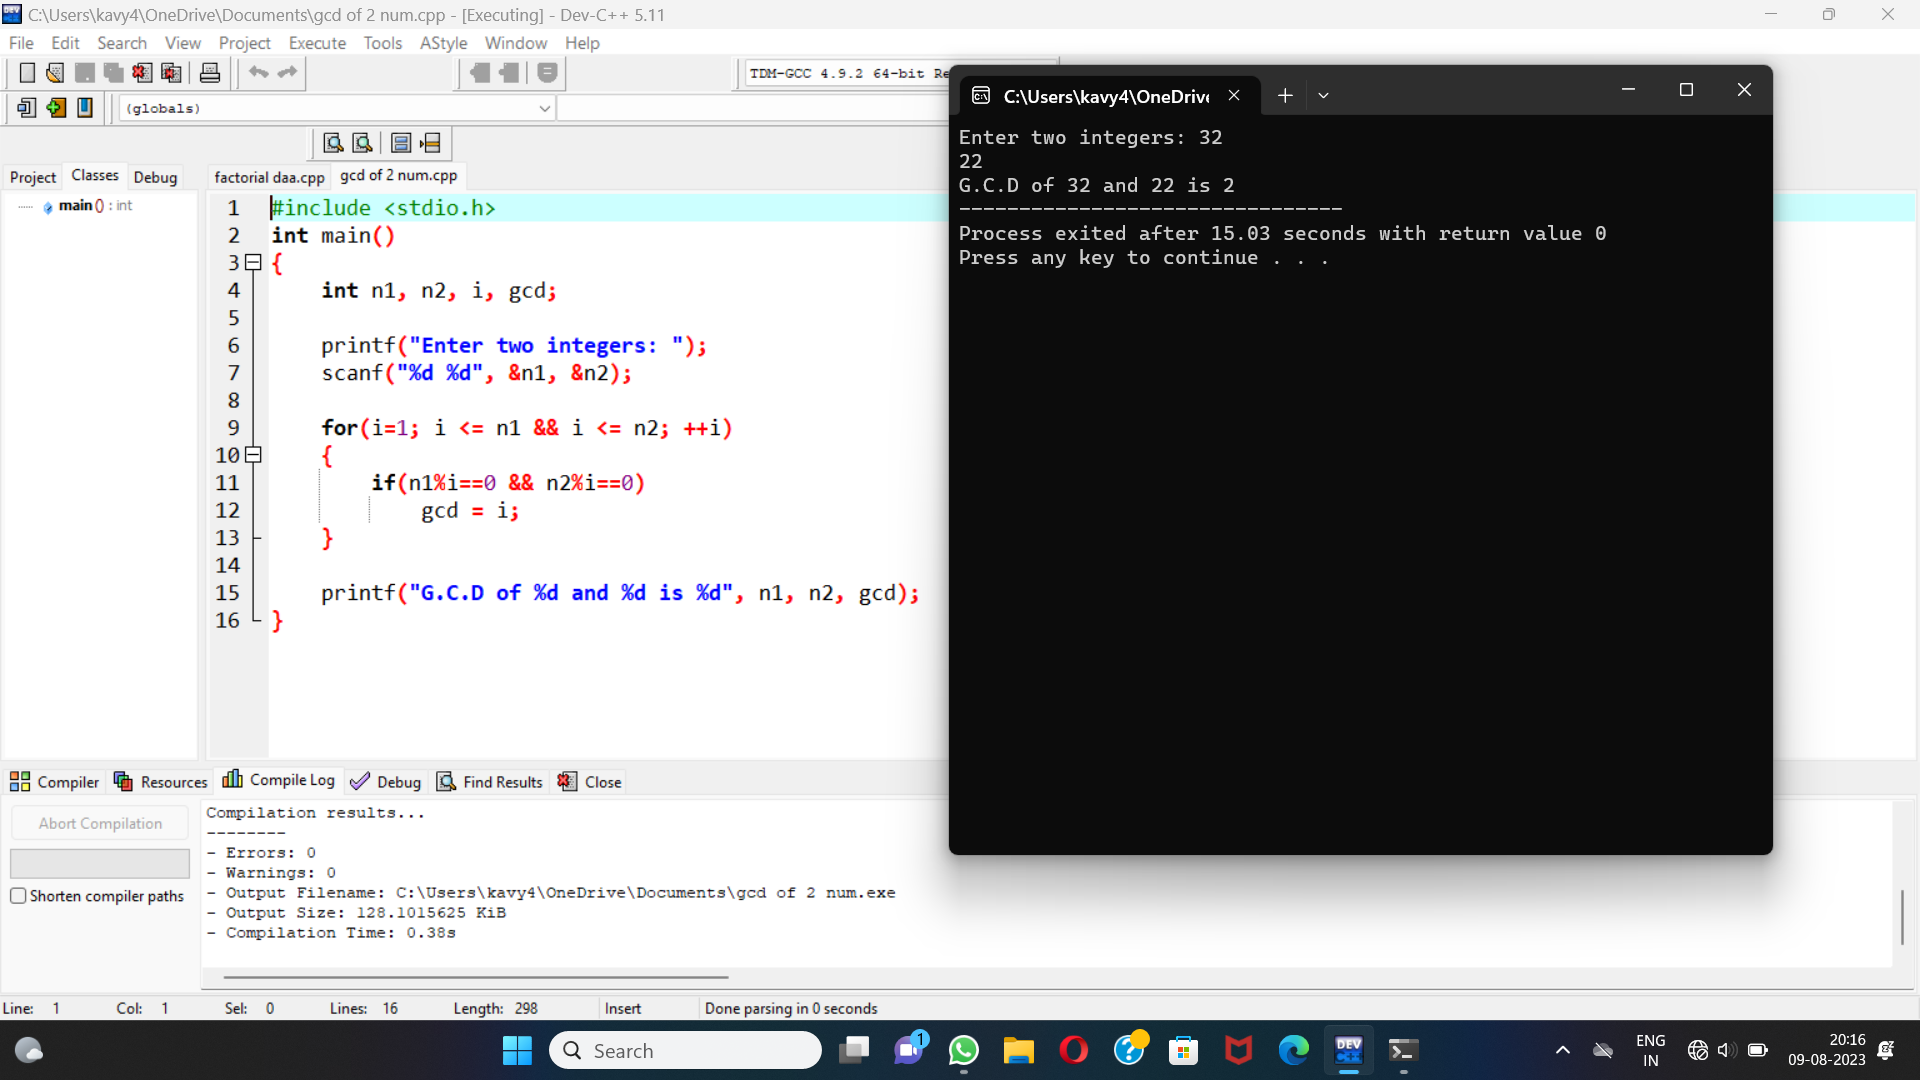 C:\Users\kavy4\OneDrive\Documents\gcd of 2 num.cpp - [Executing] - Dev-C++ 5.11
File Edit Search View Project Execute Tools AStyle Window Help
TDM-GCC 4.9.2 64-bit Re
(globals)
Project Classes Debug
factorial daa.cpp gcd of 2 num.cpp
main () : int
1 #include <stdio.h>
2 int main()
3 {
4 int n1, n2, i, gcd;
5
6 printf("Enter two integers: ");
7 scanf("%d %d", &n1, &n2);
8
9 for(i=1; i <= n1 && i <= n2; ++i)
10 {
11 if(n1%i==0 && n2%i==0)
12 gcd = i;
13 }
14
15 printf("G.C.D of %d and %d is %d", n1, n2, gcd);
16 }
C:\Users\kavy4\OneDrive
Enter two integers: 32
22
G.C.D of 32 and 22 is 2
--------------------------------
Process exited after 15.03 seconds with return value 0
Press any key to continue . . .
Compiler Resources Compile Log Debug Find Results Close
Abort Compilation
Shorten compiler paths
Compilation results...
--------
- Errors: 0
- Warnings: 0
- Output Filename: C:\Users\kavy4\OneDrive\Documents\gcd of 2 num.exe
- Output Size: 128.1015625 KiB
- Compilation Time: 0.38s
Line: 1 Col: 1 Sel: 0 Lines: 16 Length: 298 Insert Done parsing in 0 seconds
Search
1
DEV C++
ENG
IN
20:16
09-08-2023